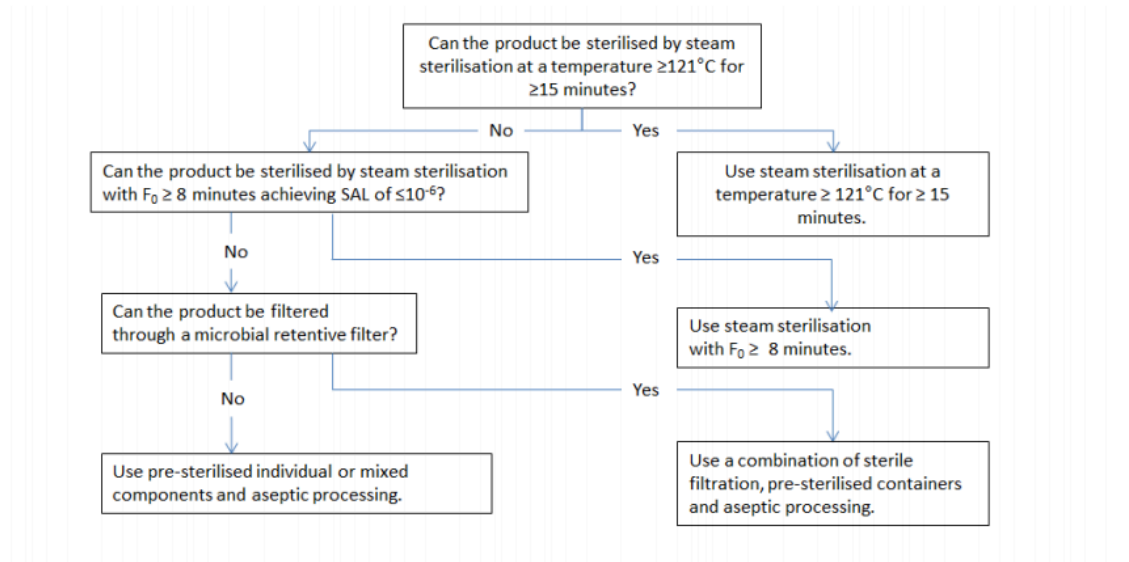 Can the product be sterilised by steam
sterilisation at a temperature ≥121°C for
≥15 minutes?
No
Yes
Can the product be sterilised by steam sterilisation
with F₀ ≥ 8 minutes achieving SAL of ≤10⁻⁶?
Use steam sterilisation at a
temperature ≥ 121°C for ≥ 15
minutes.
No
Yes
Can the product be filtered
through a microbial retentive filter?
Use steam sterilisation
with F₀ ≥ 8 minutes.
No
Yes
Use pre-sterilised individual or mixed
components and aseptic processing.
Use a combination of sterile
filtration, pre-sterilised containers
and aseptic processing.